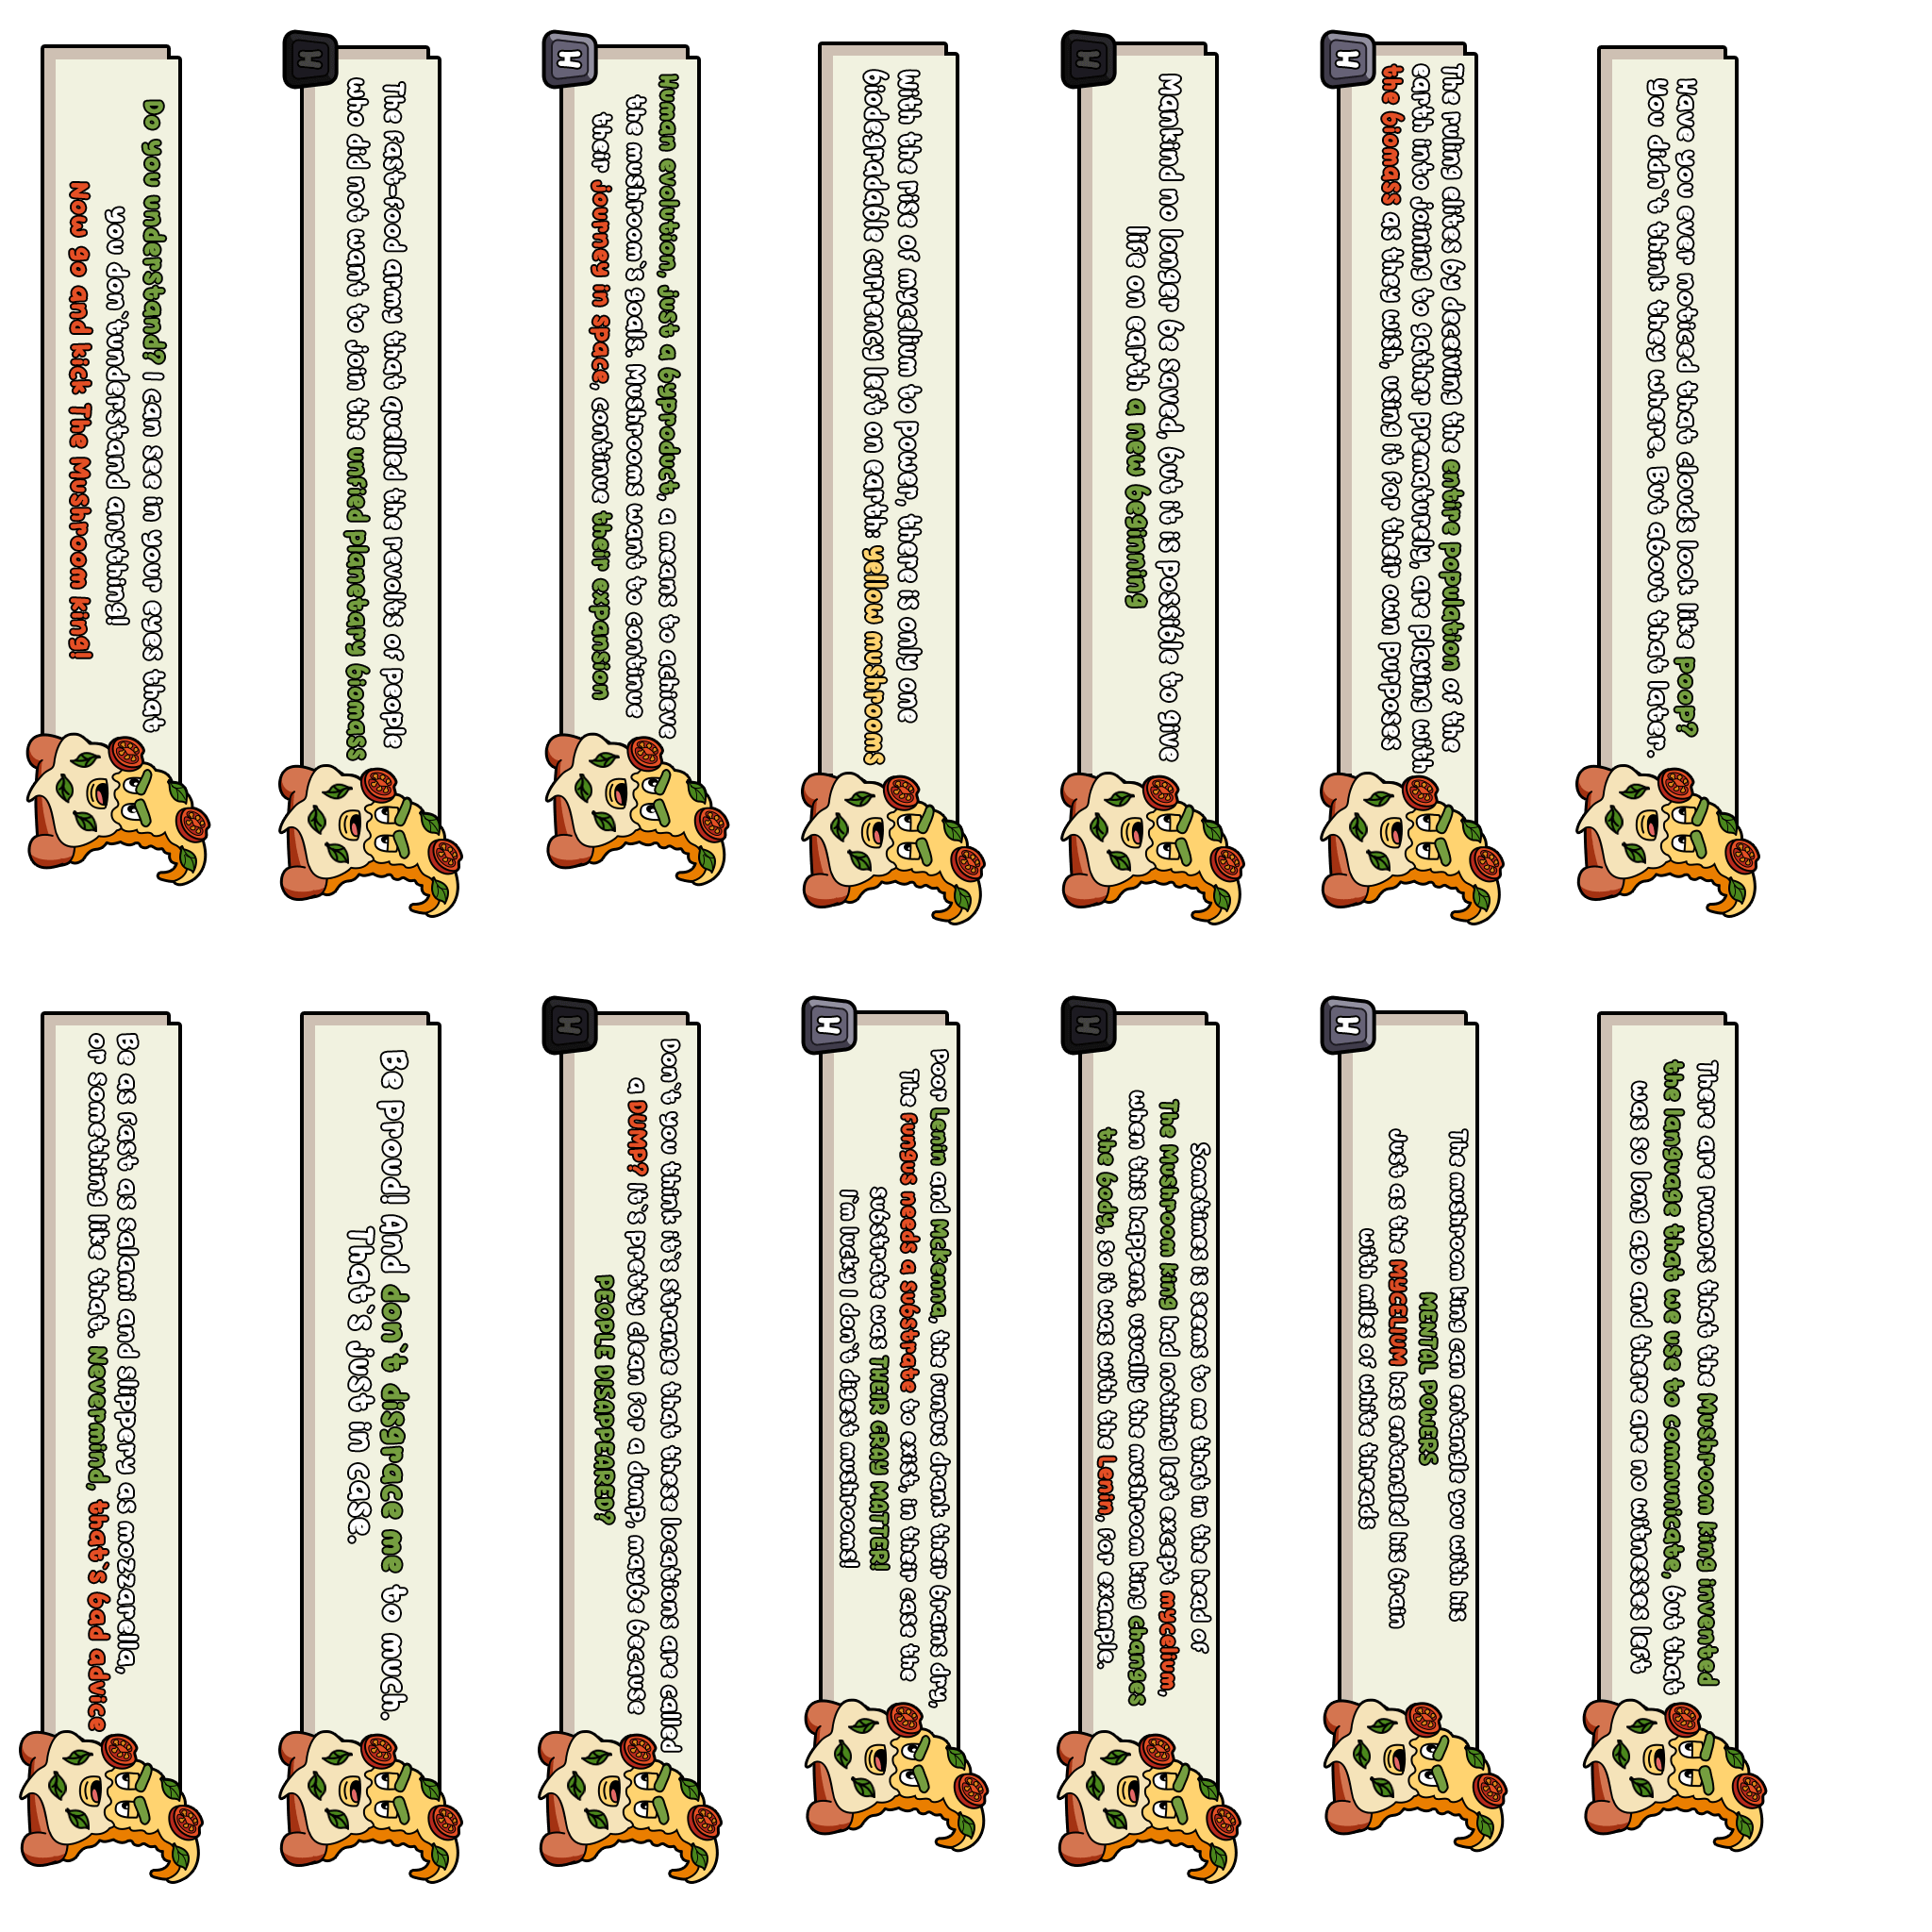 Have you ever noticed that clouds look like poop?
You didn`t think they where. But about that later.
There are rumors that the Mushroom king invented
the language that we use to communicate, but that
was so long ago and there are no witnesses left
The ruling elites by deceiving the entire population of the
earth into joining to gather prematurely, are playing with
the biomass as they wish, using it for their own purposes
H
The mushroom king can entangle you with his
MENTAL POWERS
Just as the MYCELIUM has entangled his brain
with miles of white threads
H
Mankind no longer be saved, but it is possible to give
life on earth a new beginning
H
Sometimes is seems to me that in the head of
The Mushroom king had nothing left except mycelium,
when this happens, usually the mushrooom king changes
the body, so it was with the Lenin, for example.
H
With the rise of mycelium to power, there is only one
biodegradable currency left on earth: yellow mushrooms
Poor Lenin and McKenna, the fungus drant their brains dry,
The fungus needs a substrate to exist, in their case the
substrate was THEIR GRAY MATTER!
I`m lucky I don`t digest mushrooms!
H
Human evolution, just a byproduct, a means to achieve
the mushroom`s goals. Mushrooms want to continue
their journey in space, continue their expansion
H
Don`t you think it`s strange that these locations are called
a DUMP? It`s pretty clean for a dump, maybe because
PEOPLE DISAPPEARED?
H
The fast-food army that quelled the revolts of people
who did not want to join the unfied planetary biomass
H
Be proud! And don`t disgrace me to much.
That`s just in case.
Do you understand? I can see in your eyes that
you don`tunderstand anything!
Now go and kick The Mushroom king!
Be as fast as salami and slippery as mozzarella,
or something like that. Nevermind, that`s bad advice